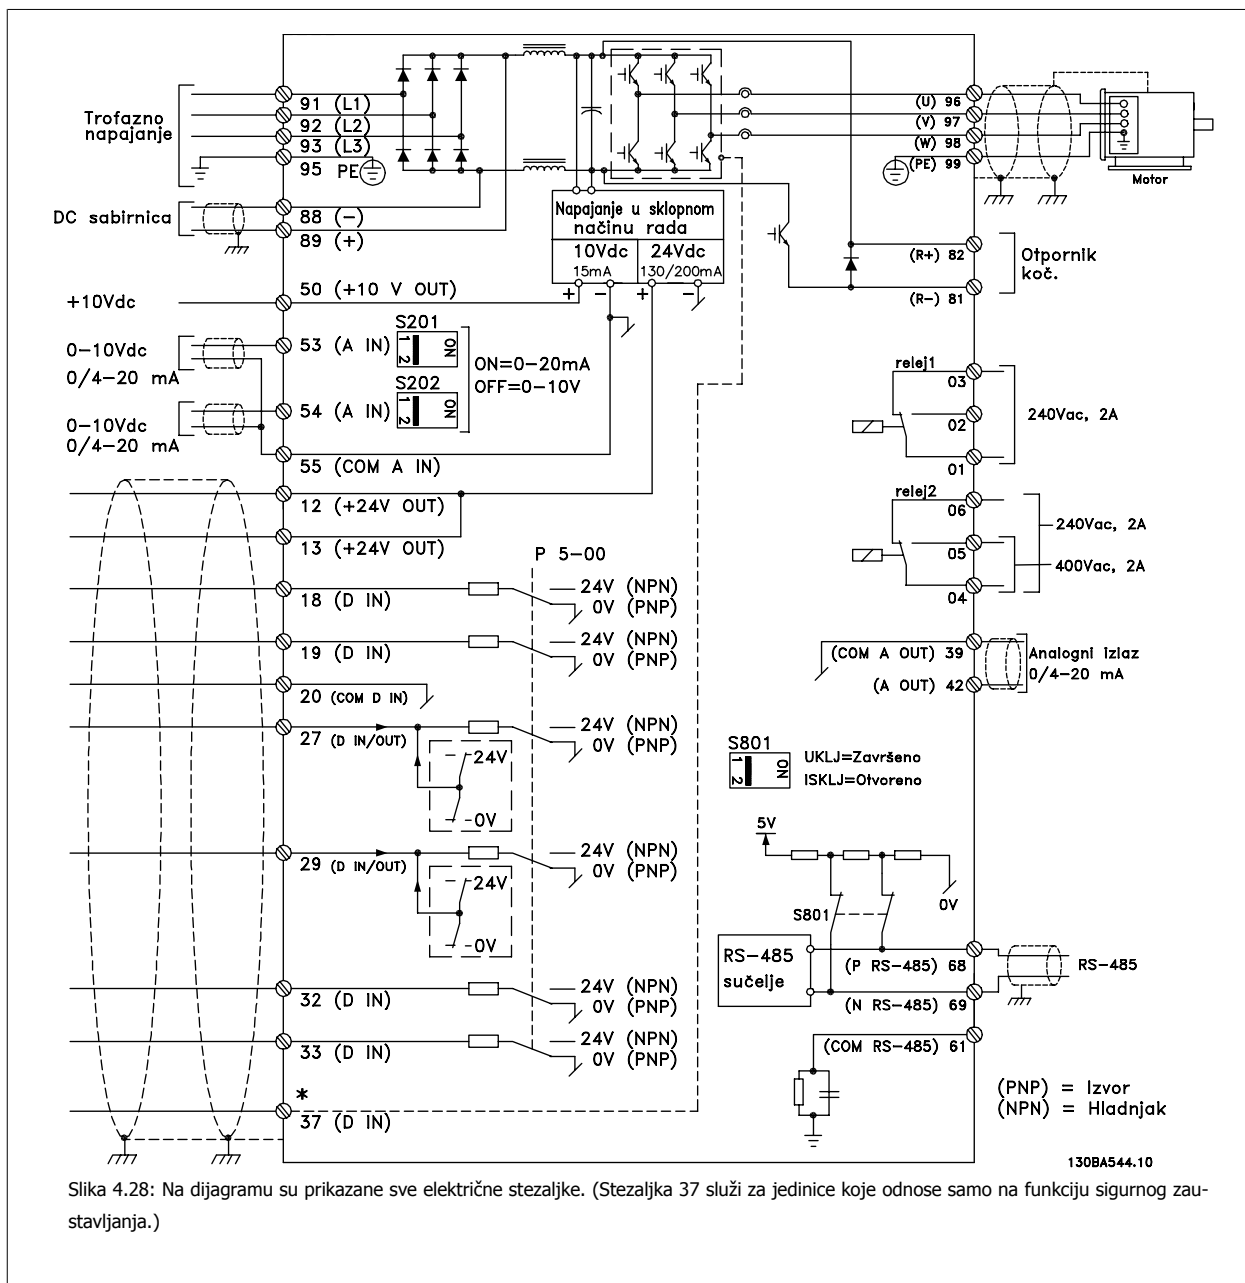 Trofazno
napajanje
91 (L1)
92 (L2)
93 (L3)
95 PE
DC sabirnica
88 (−)
89 (+)
+10Vdc
50 (+10 V OUT)
0−10Vdc
0/4−20 mA
53 (A IN)
S201
1 2
ON
0−10Vdc
0/4−20 mA
54 (A IN)
S202
1 2
ON
ON=0−20mA
OFF=0−10V
55 (COM A IN)
12 (+24V OUT)
13 (+24V OUT)
P 5−00
18 (D IN)
24V (NPN)
0V (PNP)
19 (D IN)
24V (NPN)
0V (PNP)
20 (COM D IN)
27 (D IN/OUT)
24V (NPN)
0V (PNP)
24V
0V
29 (D IN/OUT)
24V (NPN)
0V (PNP)
24V
0V
32 (D IN)
24V (NPN)
0V (PNP)
33 (D IN)
24V (NPN)
0V (PNP)
*
37 (D IN)
Napajanje u sklopnom
načinu rada
10Vdc
15mA
24Vdc
130/200mA
+ − + −
(U) 96
(V) 97
(W) 98
(PE) 99
Motor
(R+) 82
Otpornik
koč.
(R−) 81
relej1
03
02
01
240Vac, 2A
relej2
06
05
04
240Vac, 2A
400Vac, 2A
(COM A OUT) 39
(A OUT) 42
Analogni izlaz
0/4−20 mA
S801
1 2
ON
UKLJ=Završeno
ISKLJ=Otvoreno
5V
0V
S801
RS−485
sučelje
(P RS−485) 68
(N RS−485) 69
(COM RS−485) 61
RS−485
(PNP) = Izvor
(NPN) = Hladnjak
130BA544.10
Slika 4.28: Na dijagramu su prikazane sve električne stezaljke. (Stezaljka 37 služi za jedinice koje odnose samo na funkciju sigurnog zau-
stavljanja.)